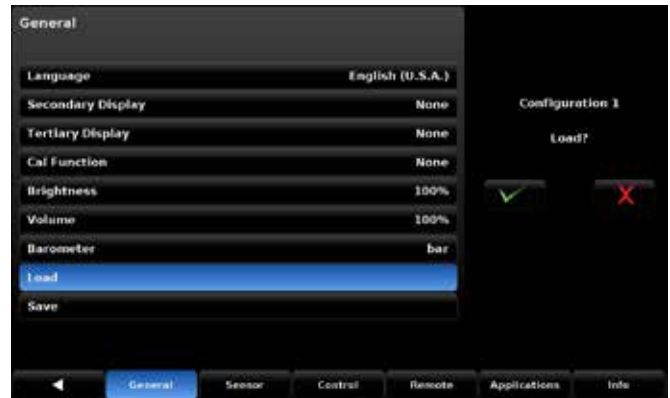 General
Language English (U.S.A.)
Secondary Display None
Tertiary Display None
Cal Function None
Brightness 100%
Volume 100%
Barometer bar
Load
Save
Configuration 1
Load?
General Sensor Control Remote Applications Info